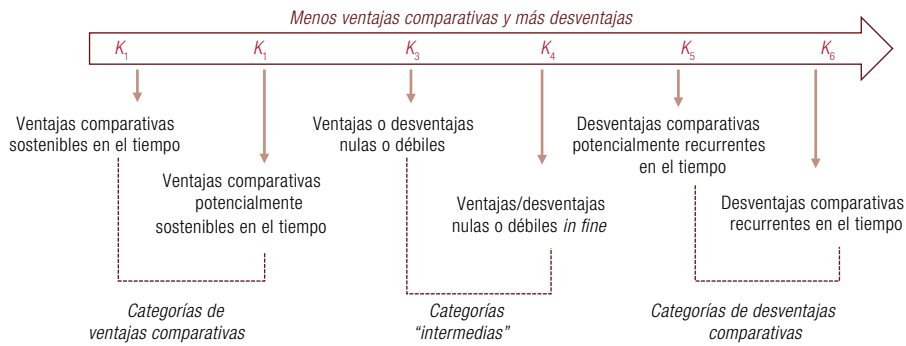 Menos ventajas comparativas y más desventajas
K1 K1 K3 K4 K5 K6
Ventajas comparativas
sostenibles en el tiempo
Ventajas comparativas
potencialmente
sostenibles en el tiempo
Ventajas o desventajas
nulas o débiles
Ventajas/desventajas
nulas o débiles in fine
Desventajas comparativas
potencialmente recurrentes
en el tiempo
Desventajas comparativas
recurrentes en el tiempo
Categorías de
ventajas comparativas
Categorías
“intermedias”
Categorías de desventajas
comparativas